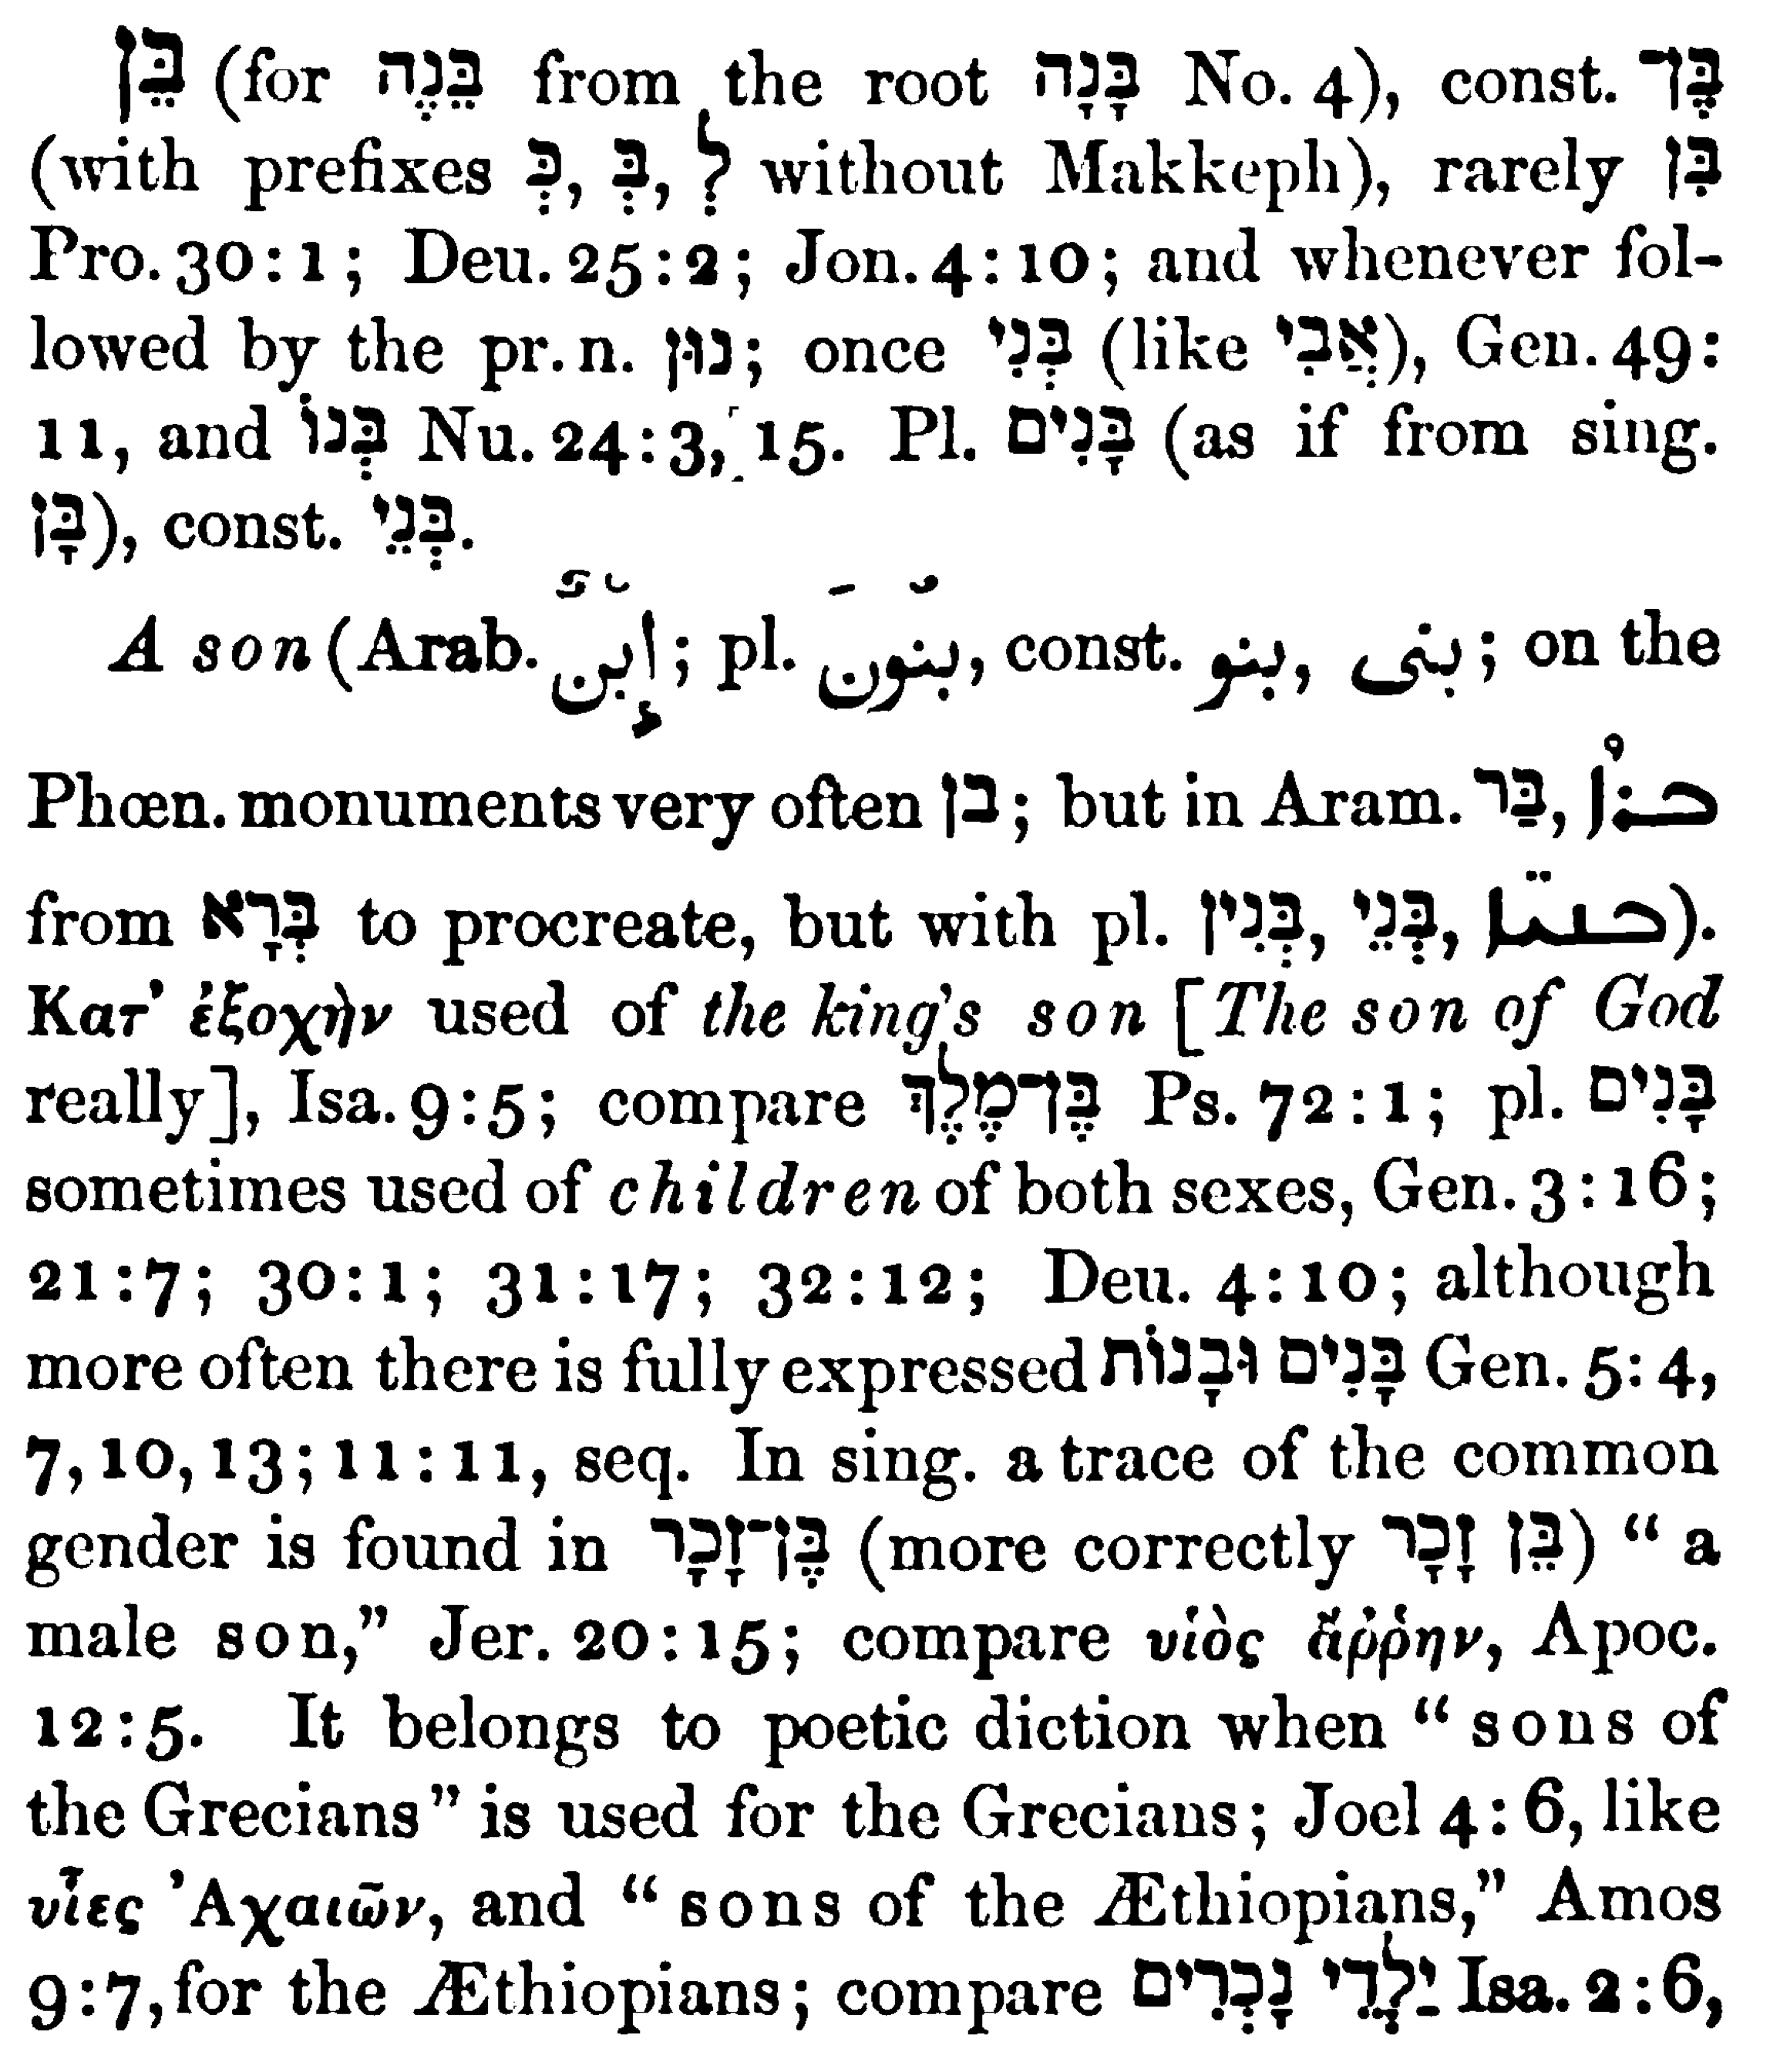 בֵּן (for בֵּנֶה from the root בָּנָה No. 4), const. בֶּן־
(with prefixes כְּ, בְּ, לְ without Makkeph), rarely בִּן
Pro. 30:1; Deu. 25:2; Jon. 4:10; and whenever fol-
lowed by the pr. n. נוּן; once בְּנִי (like אֲבִי), Gen. 49:
11, and בְּנוֹ Nu. 24:3, 15. Pl. בָּנִים (as if from sing.
בָּן), const. בְּנֵי.
A son (Arab. إِبْنٌ; pl. بنُونَ, const. بنو, بنى; on the
Phœn. monuments very often בן; but in Aram. בַּר, ܒܪܐ
from בְּרָא to procreate, but with pl. בְּנִין, בְּנֵי, ܒܢܝ̈ܐ).
Κατ’ ἐξοχὴν used of the king's son [The son of God
really], Isa. 9:5; compare בֶּן־מֶלֶךְ Ps. 72:1; pl. בָּנִים
sometimes used of children of both sexes, Gen. 3:16;
21:7; 30:1; 31:17; 32:12; Deu. 4:10; although
more often there is fully expressed בָּנִים וּבָנוֹת Gen. 5:4,
7, 10, 13; 11:11, seq. In sing. a trace of the common
gender is found in בֶּן־זָכָר (more correctly בֵּן זָכָר) “a
male son,” Jer. 20:15; compare υἱὸς ἄῤῥην, Apoc.
12:5. It belongs to poetic diction when “sons of
the Grecians” is used for the Grecians; Joel 4:6, like
υἷες Ἀχαιῶν, and “sons of the Æthiopians,” Amos
9:7, for the Æthiopians; compare יַלְדֵי נָכְרִים Isa. 2:6,